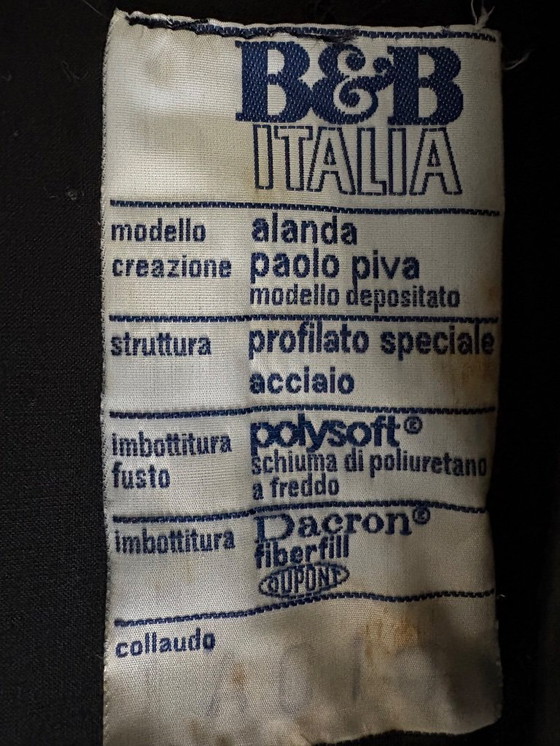 B&B
ITALIA
modello alanda
creazione paolo piva
modello depositato
struttura profilato speciale
acciaio
imbottitura polysoft©
fusto schiuma di poliuretano
a freddo
imbottitura Dacron®
fiberfill
DUPONT
collaudo